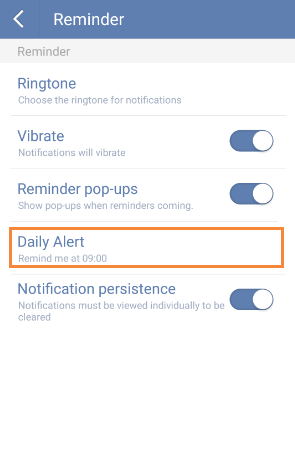 Reminder
Reminder
Ringtone
Choose the ringtone for notifications
Vibrate
Notifications will vibrate
Reminder pop-ups
Show pop-ups when reminders coming.
Daily Alert
Remind me at 09:00
Notification persistence
Notifications must be viewed individually to be
cleared